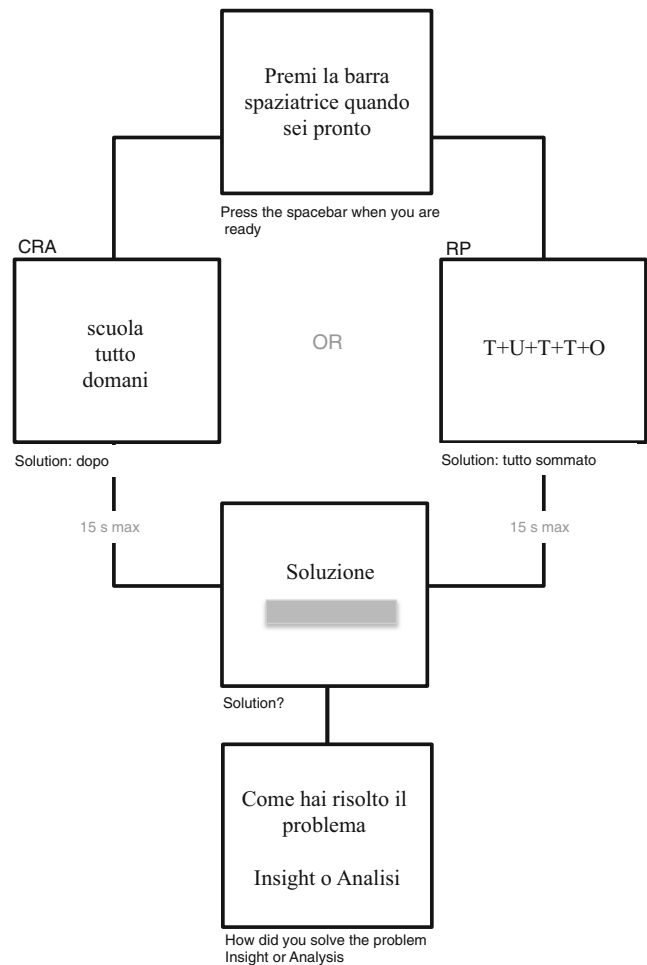 Premi la barra
spaziatrice quando
sei pronto
Press the spacebar when you are
ready
CRA
scuola
tutto
domani
Solution: dopo
OR
RP
T+U+T+T+O
Solution: tutto sommato
15 s max
15 s max
Soluzione
Solution?
Come hai risolto il
problema
Insight o Analisi
How did you solve the problem
Insight or Analysis